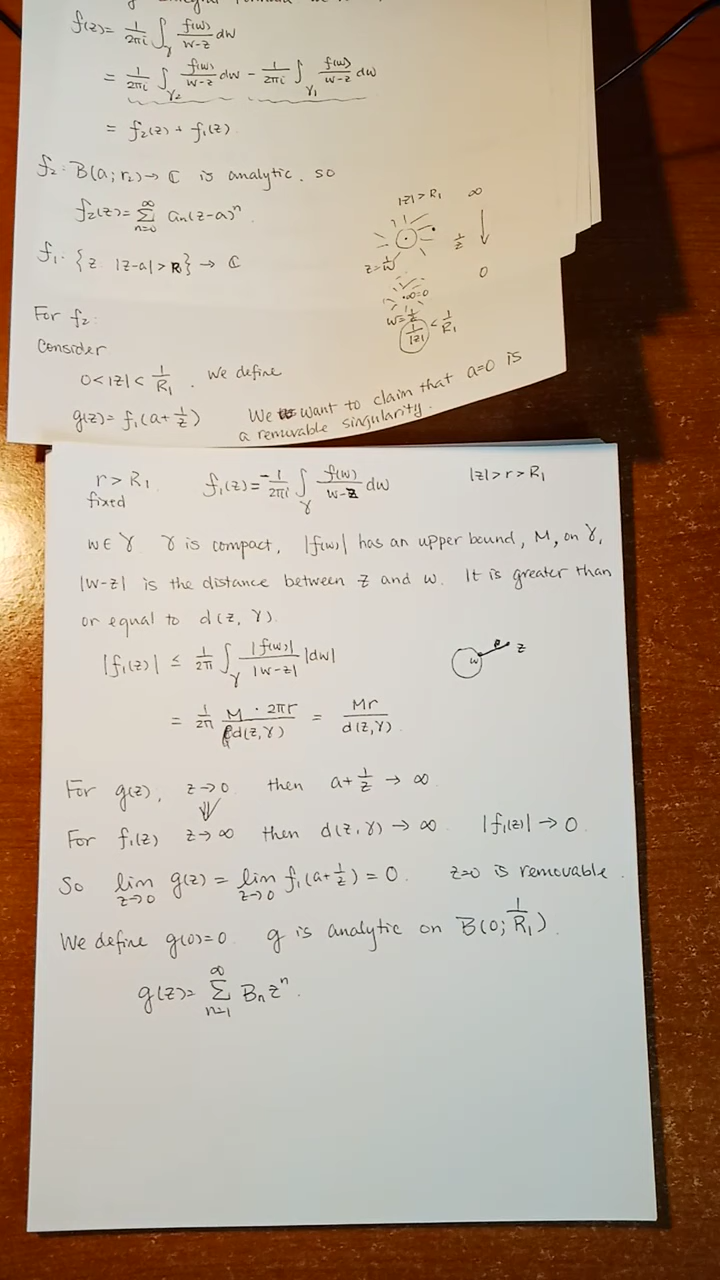 f(z) = 1/2πi ∫_γ f(w)/w-z dw
= 1/2πi ∫_γ₂ f(w)/w-z dw - 1/2πi ∫_γ₁ f(w)/w-z dw
= f₂(z) + f₁(z)
f₂: B(a; r₂) → ℂ is analytic. so
f₂(z) = ∑_{n=0}^∞ an(z-a)ⁿ.
f₁: {z |z-a| > R₁} → ℂ
|z| > R₁ ∞
1/z
0
w = 1/z
1/|z| < 1/R₁
For f₂:
Consider
0 < |z| < 1/R₁. We define
g(z) = f₁(a + 1/z) We want to claim that a=0 is
a removable singularity.
r > R₁ f₁(z) = -1/2πi ∫_γ f(w)/w-z dw |z| > r > R₁
fixed
w ∈ γ γ is compact, |f(w)| has an upper bound, M, on γ,
|w-z| is the distance between z and w. It is greater than
or equal to d(z, γ).
|f₁(z)| ≤ 1/2π ∫_γ |f(w)|/|w-z| |dw|
w z
= 1/2π M · 2πr/d(z,γ) = Mr/d(z,γ).
For g(z), z → 0 then a + 1/z → ∞
⇓
For f₁(z) z → ∞ then d(z, γ) → ∞ |f₁(z)| → 0.
So lim_{z→0} g(z) = lim_{z→0} f₁(a + 1/z) = 0. z=0 is removable.
We define g(0)=0. g is analytic on B(0; 1/R₁).
g(z) = ∑_{n=1}^∞ Bn zⁿ.